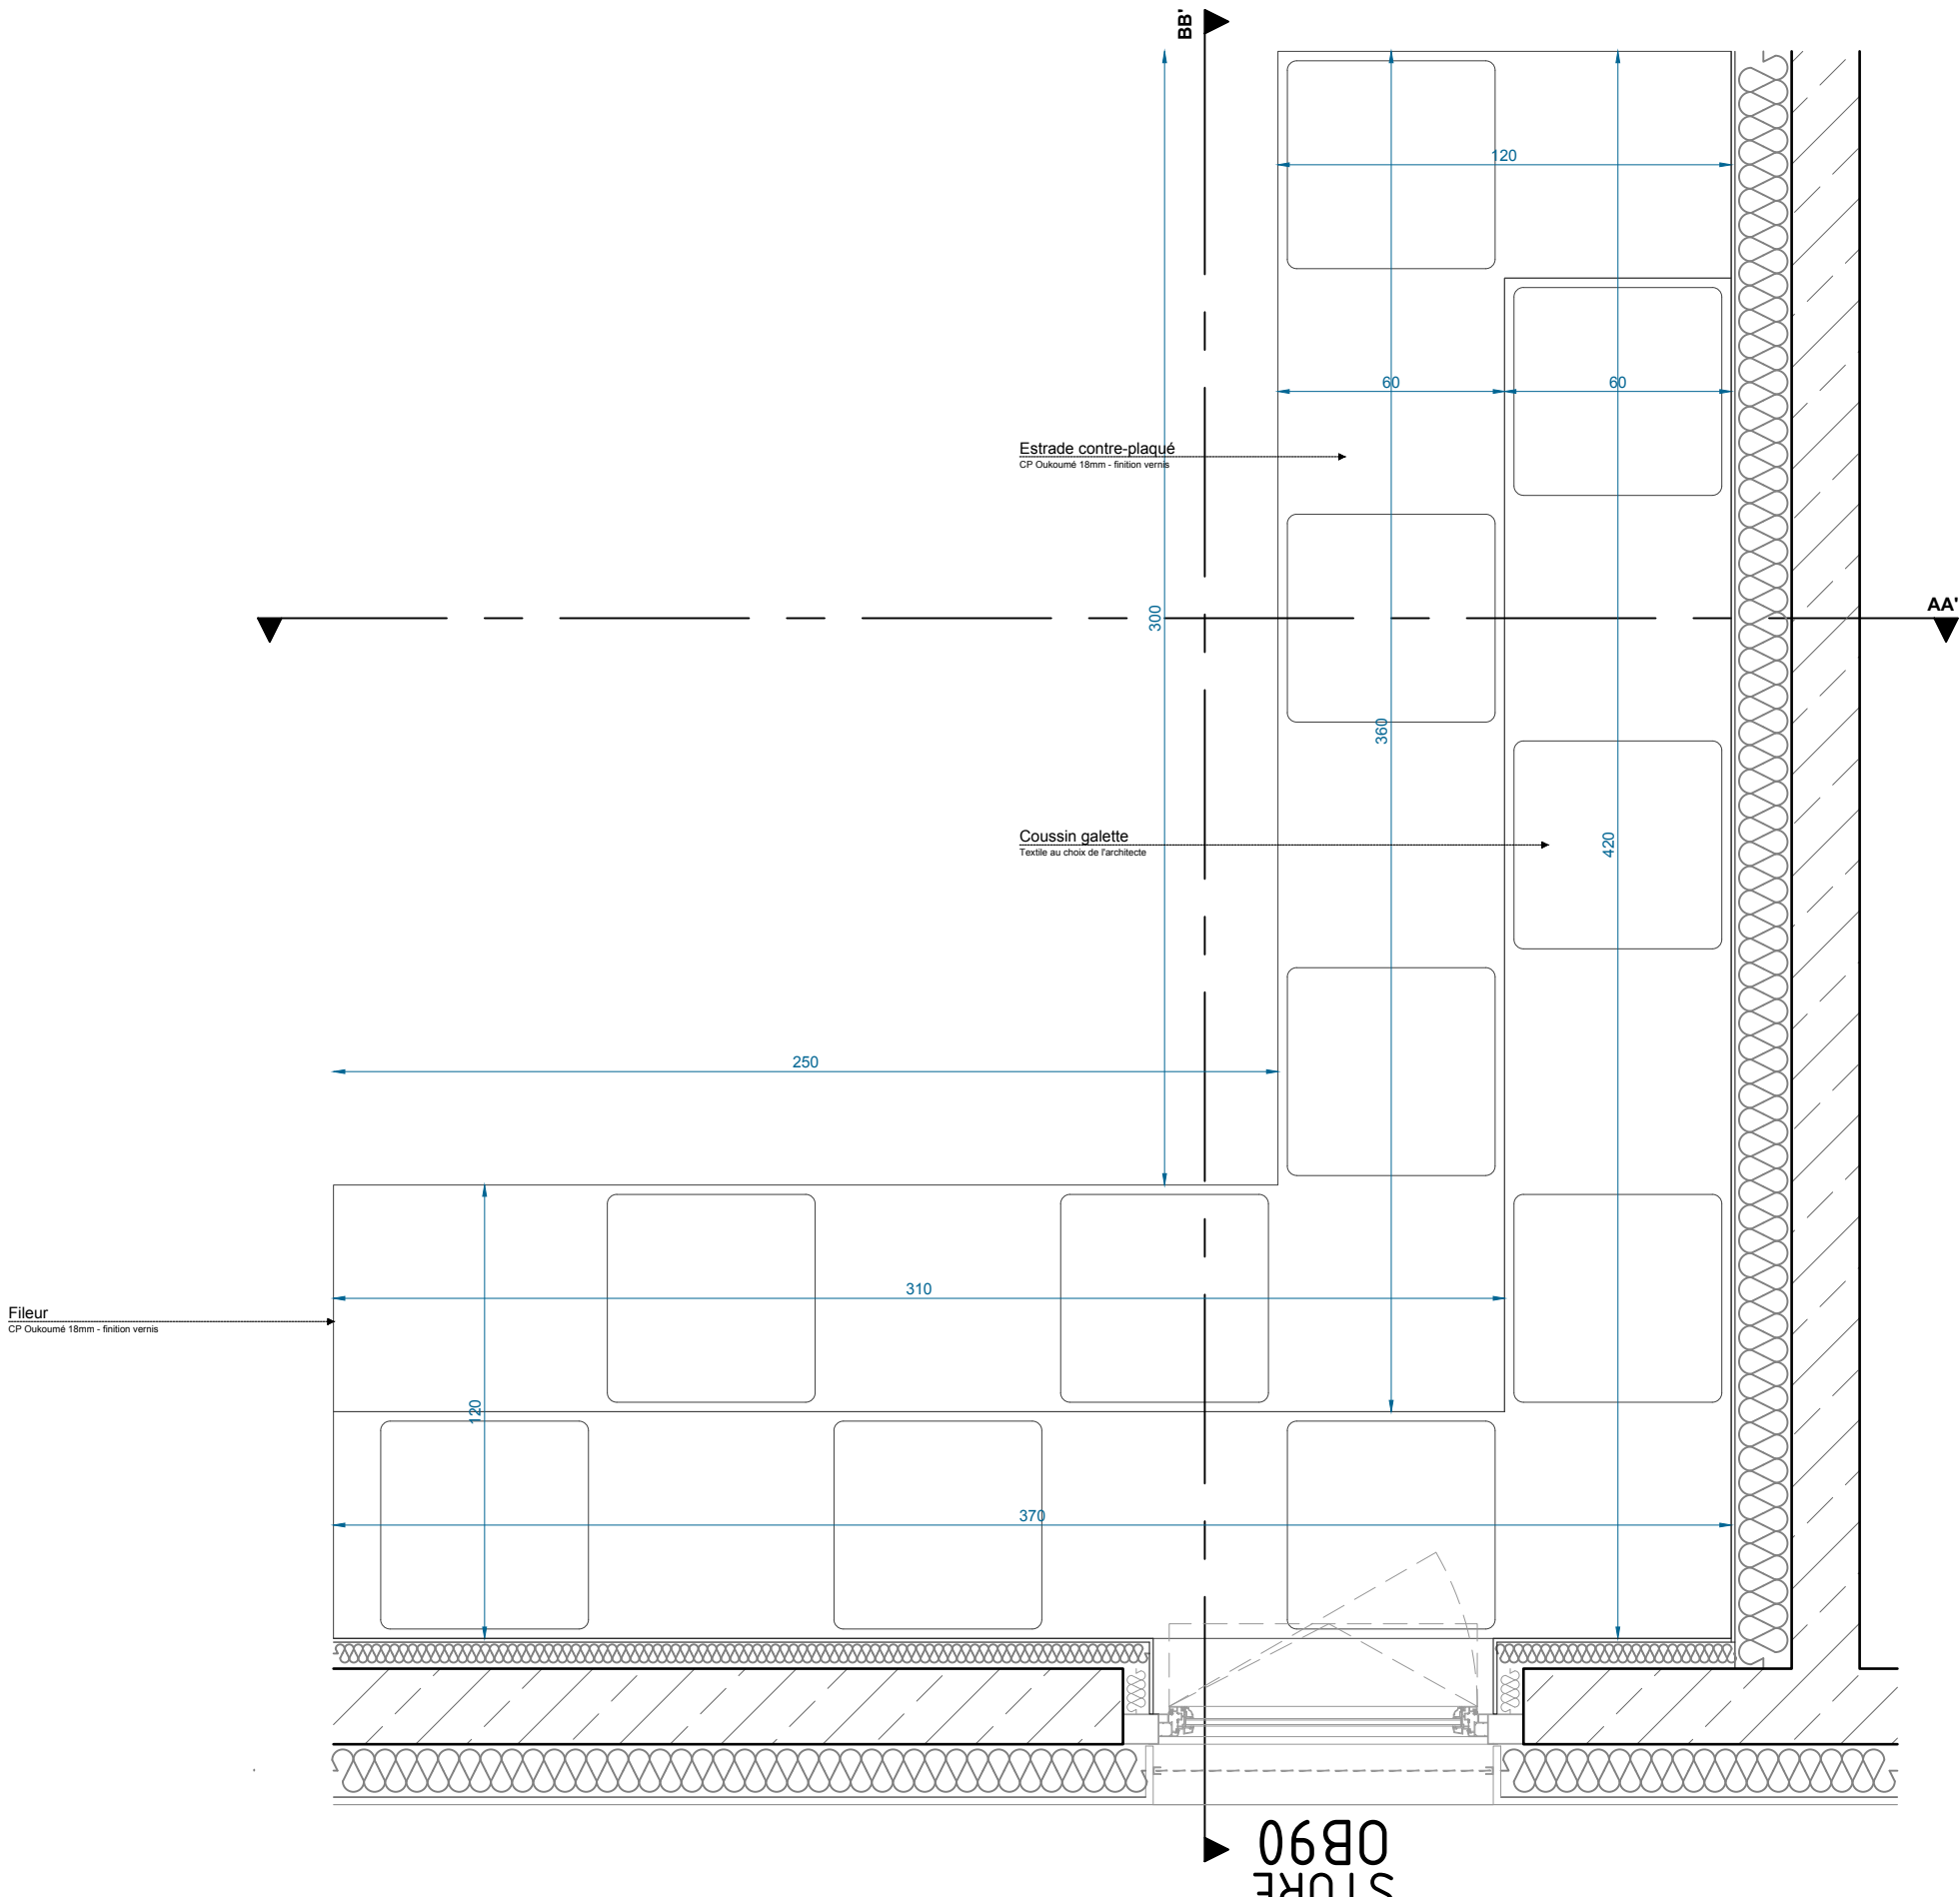 BB'
120
60
60
Estrade contre-plaqué
CP Oukoumé 18mm - finition vernis
AA'
300
360
Coussin galette
Textile au choix de l'architecte
420
250
310
Fileur
CP Oukoumé 18mm - finition vernis
120
370
STORE
OB90